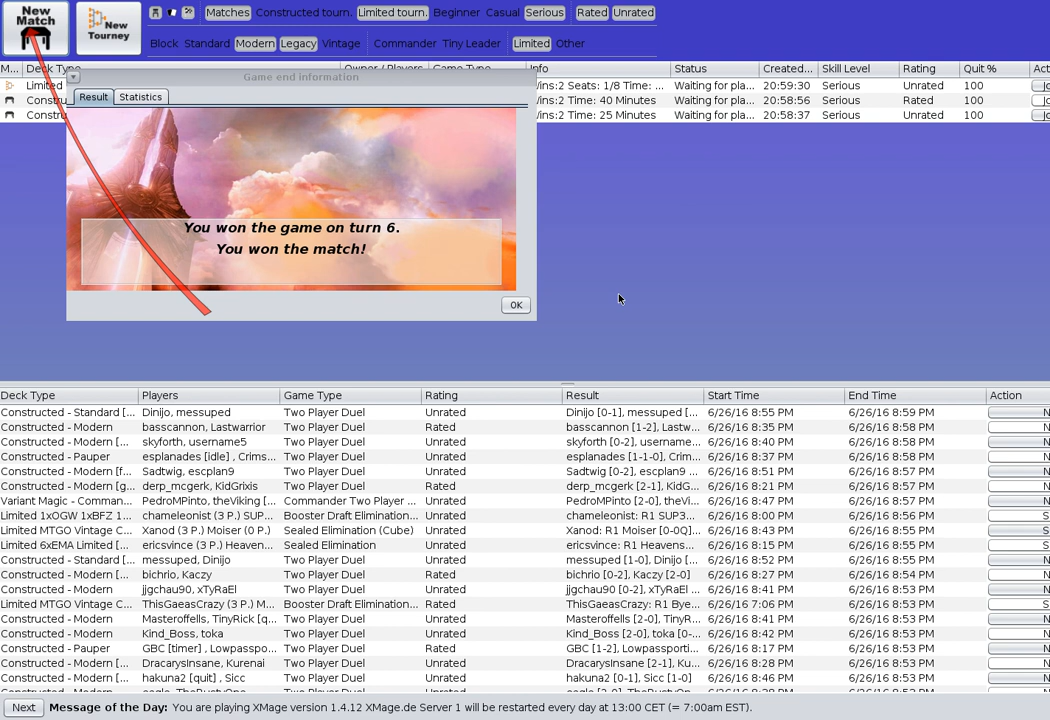 New Match
New Tourney
Matches Constructed tourn. Limited tourn. Beginner Casual Serious Rated Unrated
Block Standard Modern Legacy Vintage Commander Tiny Leader Limited Other
M... Deck Type Owner / Players Game Type Info Status Created... Skill Level Rating Quit % Act
Limited Wins:2 Seats: 1/8 Time: ... Waiting for pla... 20:59:30 Serious Unrated 100
Constru Wins:2 Time: 40 Minutes Waiting for pla... 20:58:56 Serious Rated 100
Constru Wins:2 Time: 25 Minutes Waiting for pla... 20:58:37 Serious Unrated 100
Game end information
Result Statistics
You won the game on turn 6.
You won the match!
OK
Deck Type Players Game Type Rating Result Start Time End Time Action
Constructed - Standard [... Dinijo, messuped Two Player Duel Unrated Dinijo [0-1], messuped [... 6/26/16 8:55 PM 6/26/16 8:59 PM N
Constructed - Modern basscannon, Lastwarrior Two Player Duel Rated basscannon [1-2], Lastw... 6/26/16 8:35 PM 6/26/16 8:58 PM N
Constructed - Modern [... skyforth, username5 Two Player Duel Unrated skyforth [0-2], username... 6/26/16 8:40 PM 6/26/16 8:58 PM N
Constructed - Pauper esplanades [idle] , Crims... Two Player Duel Unrated esplanades [1-1-0], Crim... 6/26/16 8:37 PM 6/26/16 8:58 PM N
Constructed - Modern [f... Sadtwig, escplan9 Two Player Duel Unrated Sadtwig [0-2], escplan9 ... 6/26/16 8:51 PM 6/26/16 8:57 PM N
Constructed - Modern [g... derp_mcgerk, KidGrixis Two Player Duel Rated derp_mcgerk [2-1], KidG... 6/26/16 8:21 PM 6/26/16 8:57 PM N
Variant Magic - Comman... PedroMPinto, theViking [... Commander Two Player ... Unrated PedroMPinto [2-0], theVi... 6/26/16 8:47 PM 6/26/16 8:57 PM N
Limited 1xOGW 1xBFZ 1... chameleonist (3 P.) SUP... Booster Draft Elimination... Unrated chameleonist: R1 SUP3... 6/26/16 8:00 PM 6/26/16 8:56 PM S
Limited MTGO Vintage C... Xanod (3 P.) Moiser (0 P.) Sealed Elimination (Cube) Unrated Xanod: R1 Moiser [0-0Q]... 6/26/16 8:43 PM 6/26/16 8:55 PM S
Limited 6xEMA Limited [... ericsvince (3 P.) Heaven... Sealed Elimination Unrated ericsvince: R1 Heavens... 6/26/16 8:15 PM 6/26/16 8:55 PM S
Constructed - Standard [... messuped, Dinijo Two Player Duel Unrated messuped [1-0], Dinijo [... 6/26/16 8:52 PM 6/26/16 8:55 PM N
Constructed - Modern [... bichrio, Kaczy Two Player Duel Rated bichrio [0-2], Kaczy [2-0] 6/26/16 8:27 PM 6/26/16 8:54 PM N
Constructed - Modern jjgchau90, xTyRaEl Two Player Duel Unrated jjgchau90 [0-2], xTyRaEl ... 6/26/16 8:41 PM 6/26/16 8:53 PM N
Limited MTGO Vintage C... ThisGaeasCrazy (3 P.) M... Booster Draft Elimination... Rated ThisGaeasCrazy: R1 Bye... 6/26/16 7:06 PM 6/26/16 8:53 PM S
Constructed - Modern Masteroffells, TinyRick [q... Two Player Duel Unrated Masteroffells [2-0], TinyR... 6/26/16 8:41 PM 6/26/16 8:53 PM N
Constructed - Modern Kind_Boss, toka Two Player Duel Unrated Kind_Boss [2-0], toka [0-... 6/26/16 8:42 PM 6/26/16 8:53 PM N
Constructed - Pauper GBC [timer] , Lowpasspo... Two Player Duel Rated GBC [1-2], Lowpassporti... 6/26/16 8:17 PM 6/26/16 8:53 PM N
Constructed - Modern [... DracarysInsane, Kurenai Two Player Duel Unrated DracarysInsane [2-1], Ku... 6/26/16 8:28 PM 6/26/16 8:53 PM N
Constructed - Modern [... hakuna2 [quit] , Sicc Two Player Duel Unrated hakuna2 [0-1], Sicc [1-0] 6/26/16 8:46 PM 6/26/16 8:53 PM N
Next Message of the Day: You are playing XMage version 1.4.12 XMage.de Server 1 will be restarted every day at 13:00 CET (= 7:00am EST).